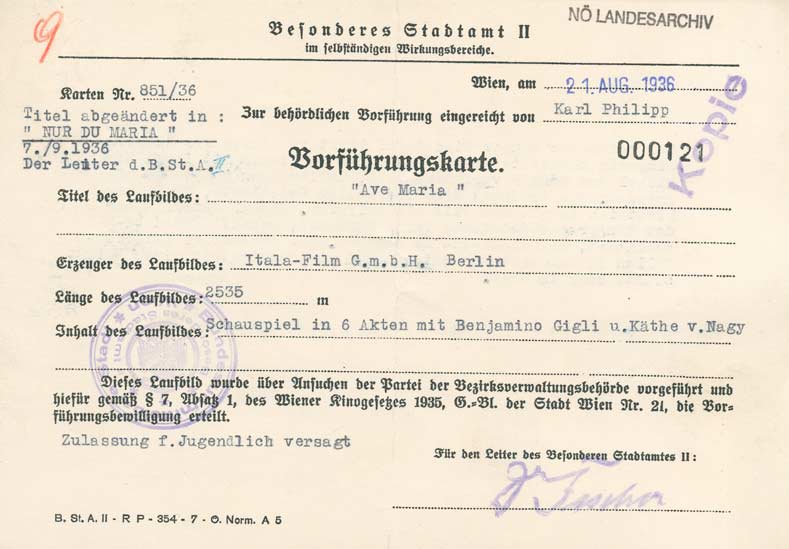 9
Besonderes Stadtamt II
im selbständigen Wirkungsbereiche.
NÖ LANDESARCHIV
Karten Nr. 851/36
Wien, am 21. AUG. 1936
Titel abgeändert in :
" NUR DU MARIA "
7./9.1936
Der Leiter d.B.St.A.II
Zur behördlichen Vorführung eingereicht von Karl Philipp
Kopie
Vorführungskarte.
000121
Titel des Laufbildes: "Ave Maria "
Erzeuger des Laufbildes: Itala-Film G.m.b.H. Berlin
Länge des Laufbildes: 2535 m
Inhalt des Laufbildes: Schauspiel in 6 Akten mit Benjamino Gigli u.Käthe v.Nagy
Dieses Laufbild wurde über Ansuchen der Partei der Bezirksverwaltungsbehörde vorgeführt und
hiefür gemäß § 7, Absatz 1, des Wiener Kinogesetzes 1935, G.=Bl. der Stadt Wien Nr. 21, die Vor=
führungsbewilligung erteilt.
Zulassung f.Jugendlich versagt
Für den Leiter des Besonderen Stadtamtes II:
Dr Fischer
B. St. A. II - R P - 354 - 7 - Ö. Norm. A 5